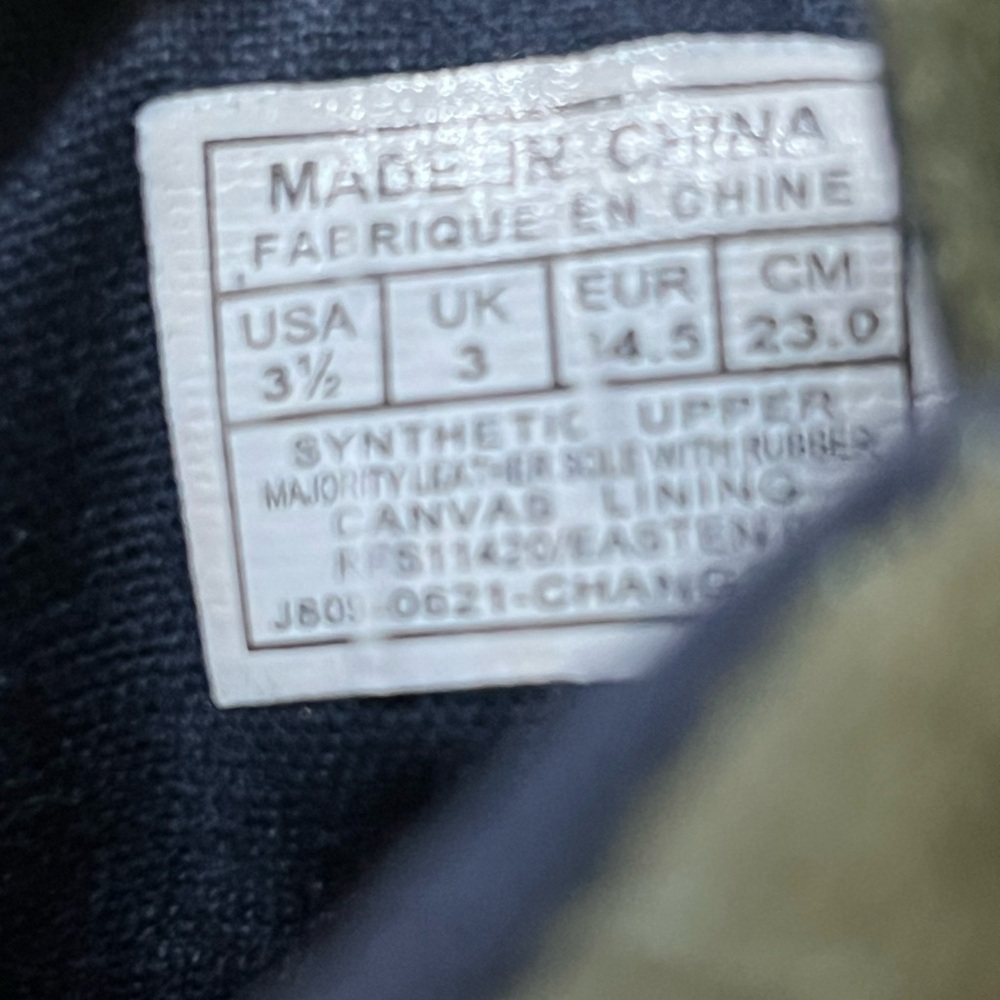 MADE IN CHINA
FABRIQUE EN CHINE
USA UK EUR CM
3½ 3 23.0
SYNTHETIC UPPER
MAJORITY LEATHER SOLE WITH RUBBER
CANVAS LINING